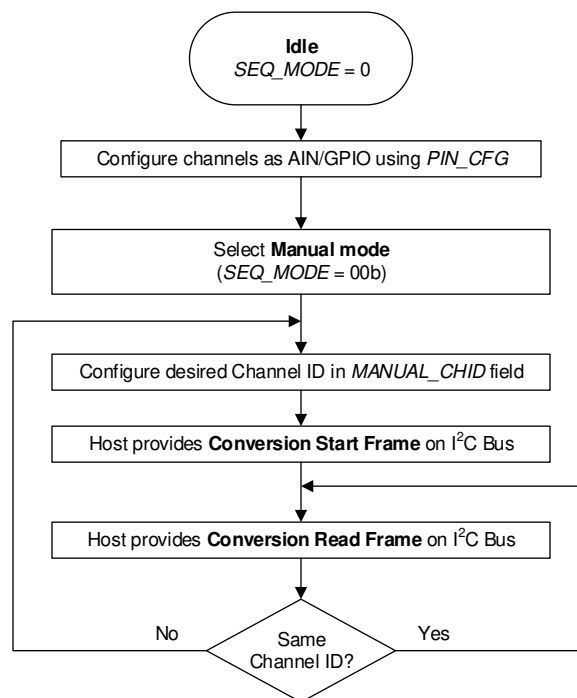 Idle
SEQ_MODE = 0
Configure channels as AIN/GPIO using PIN_CFG
Select Manual mode
(SEQ_MODE = 00b)
Configure desired Channel ID in MANUAL_CHID field
Host provides Conversion Start Frame on I²C Bus
Host provides Conversion Read Frame on I²C Bus
No
Same
Channel ID?
Yes